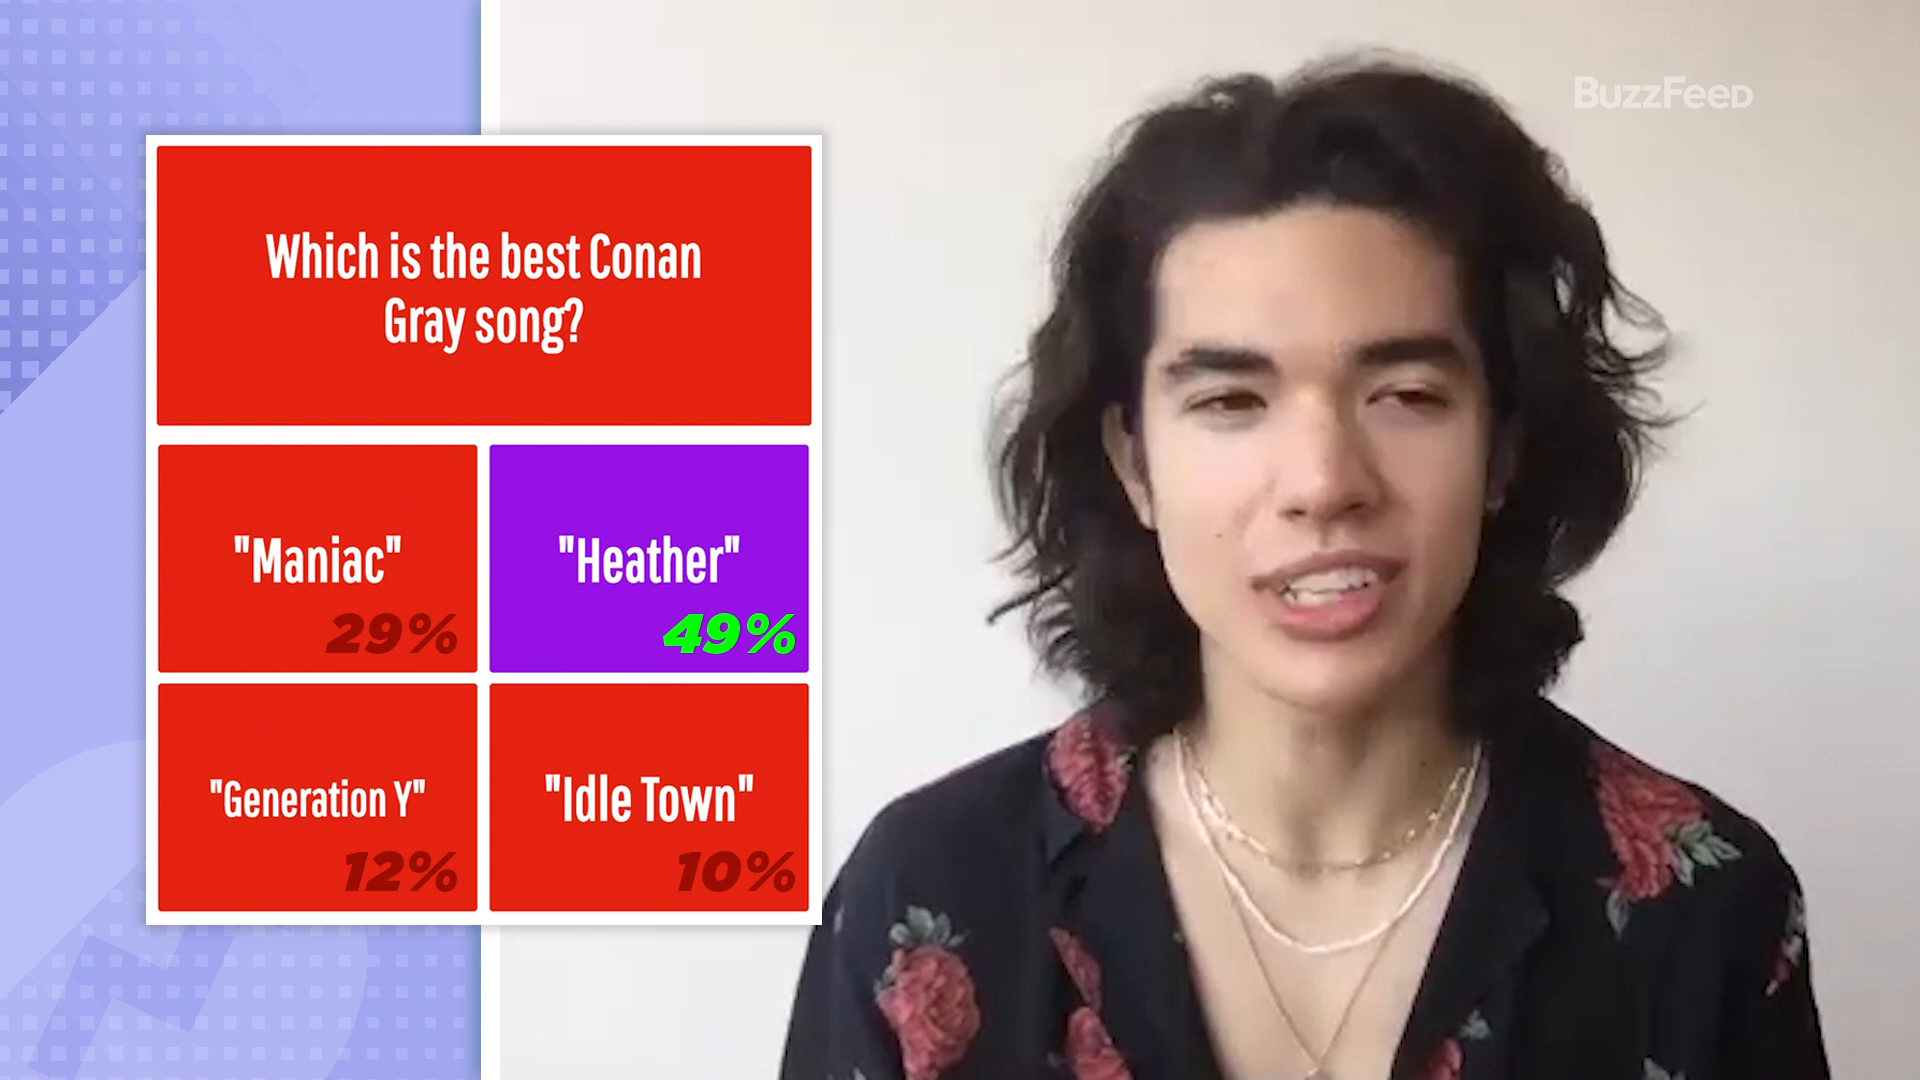 BuzzFeed
Which is the best Conan
Gray song?
"Maniac"
29%
"Heather"
49%
"Generation Y"
12%
"Idle Town"
10%